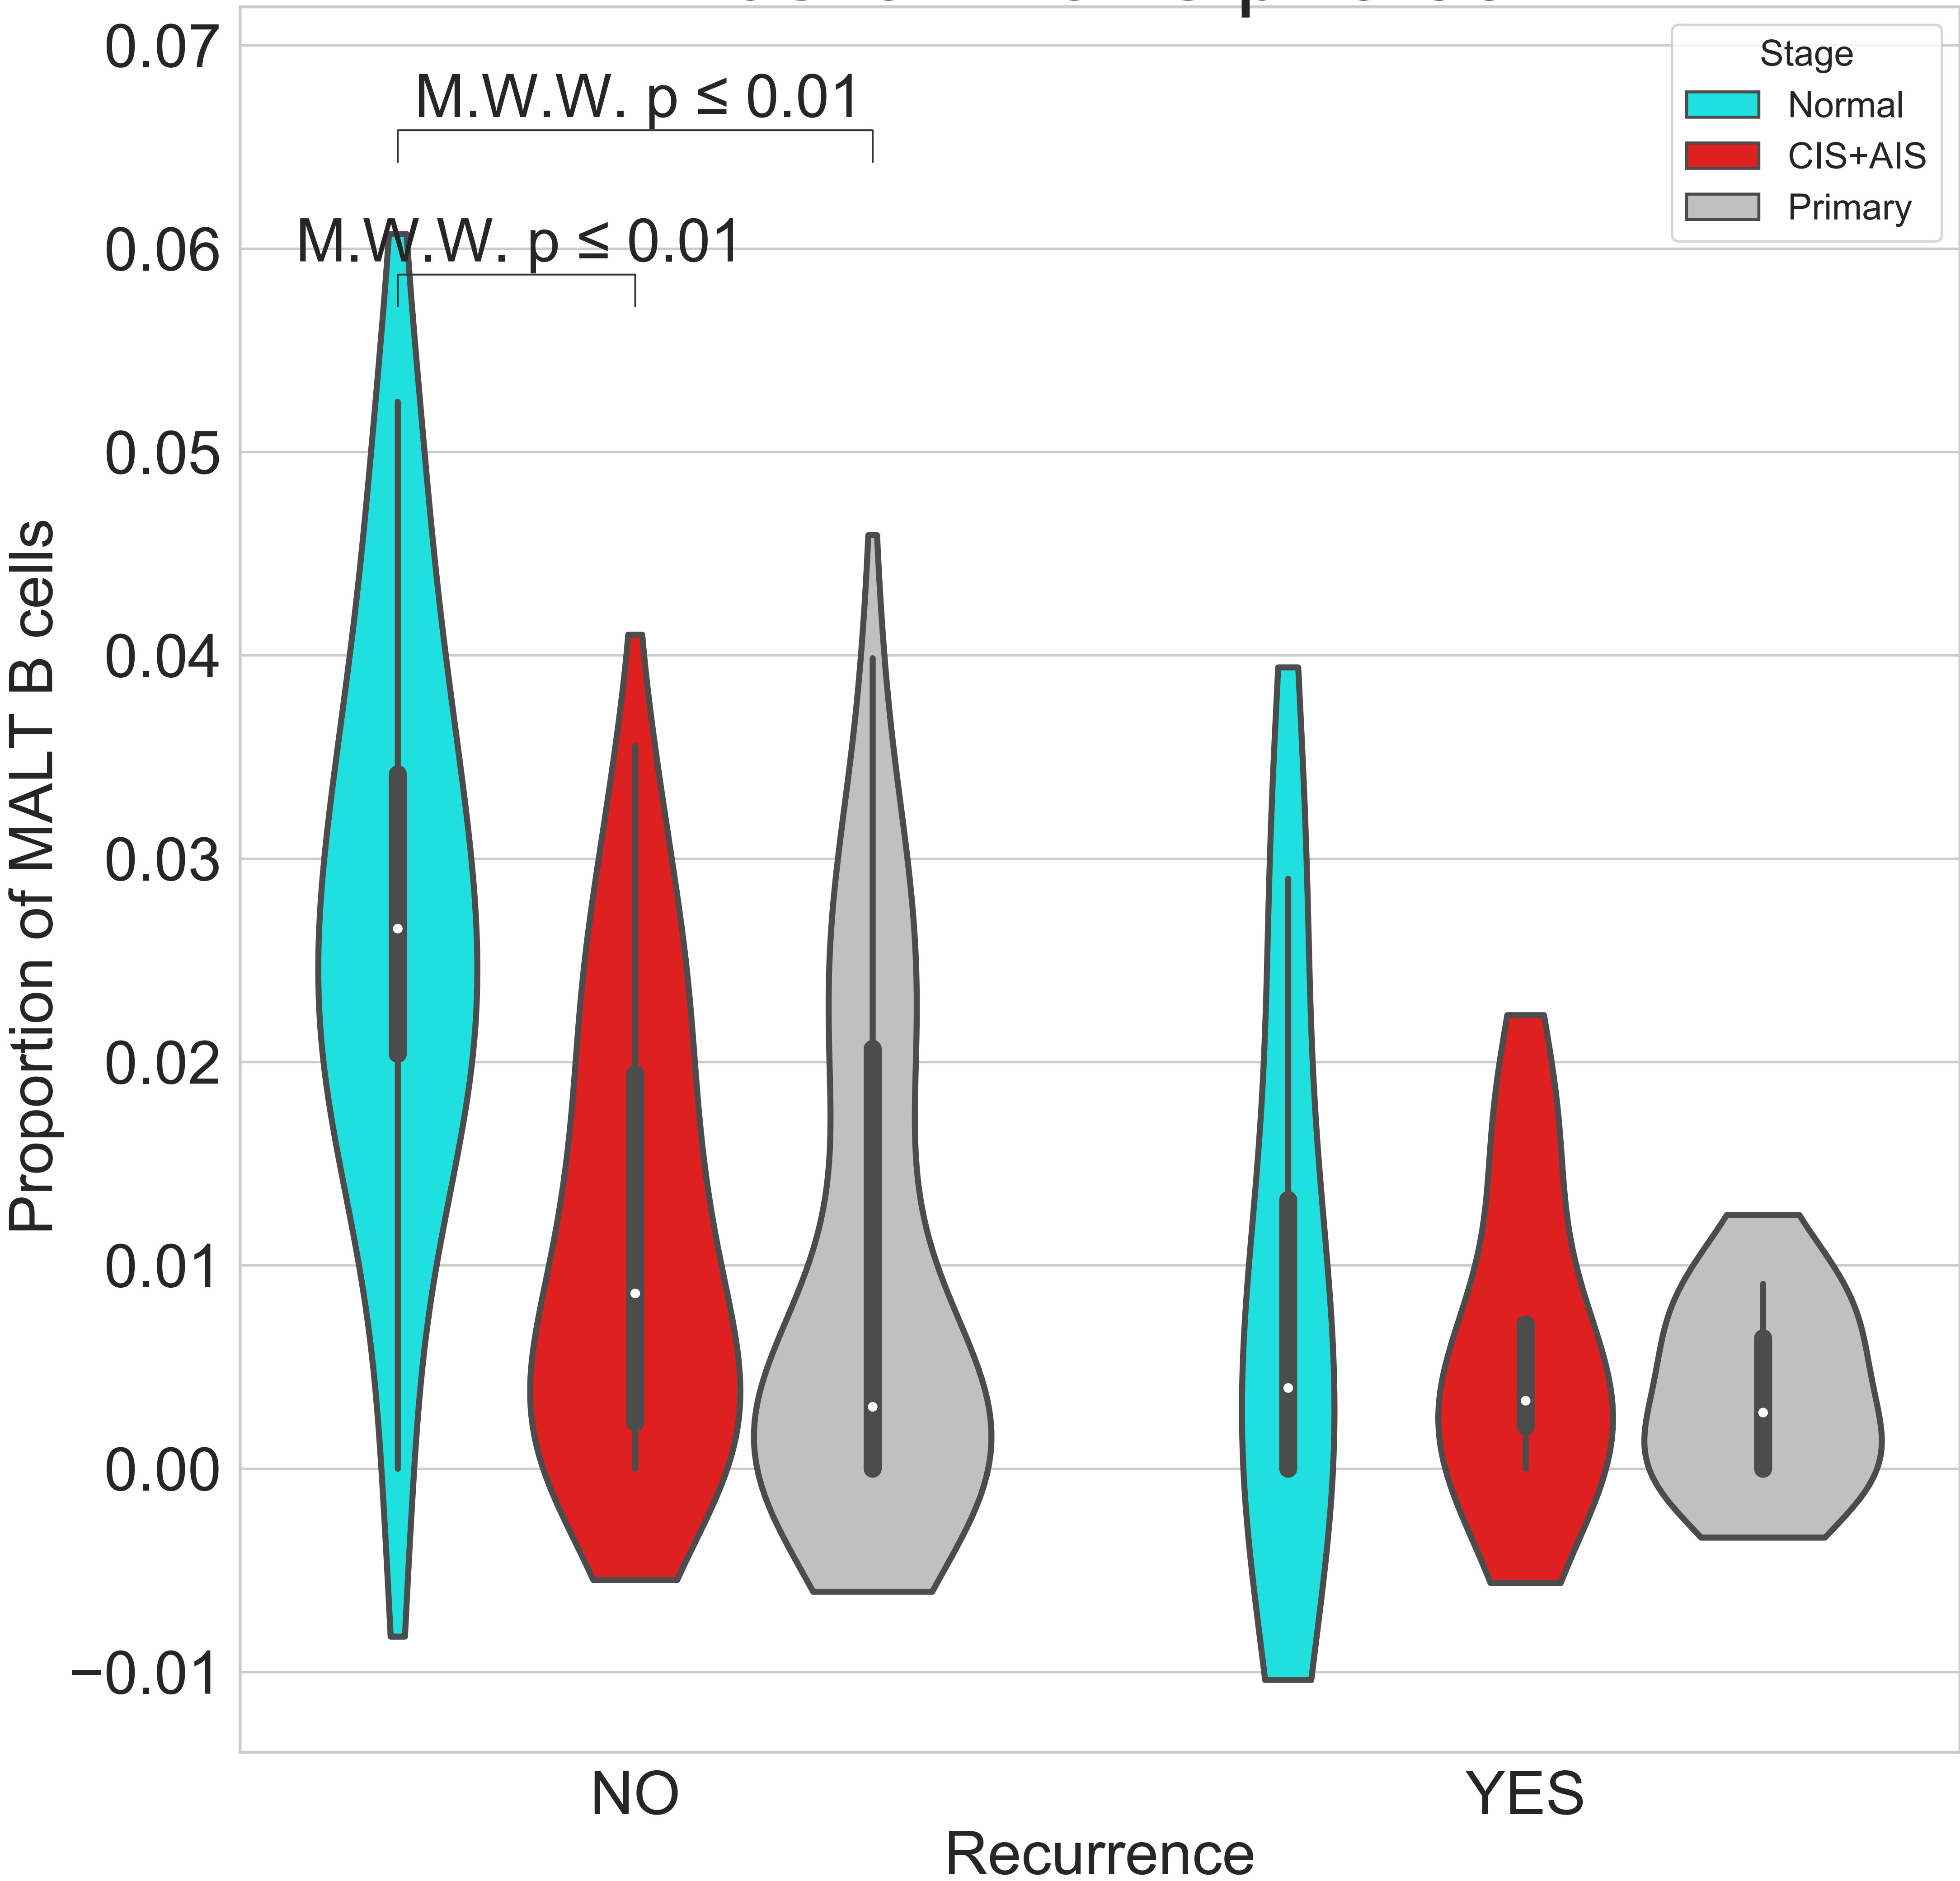 M.W.W. p ≤ 0.01
M.W.W. p ≤ 0.01
Stage
Normal
CIS+AIS
Primary
0.07
0.06
0.05
0.04
0.03
0.02
0.01
0.00
−0.01
Proportion of MALT B cells
NO
YES
Recurrence